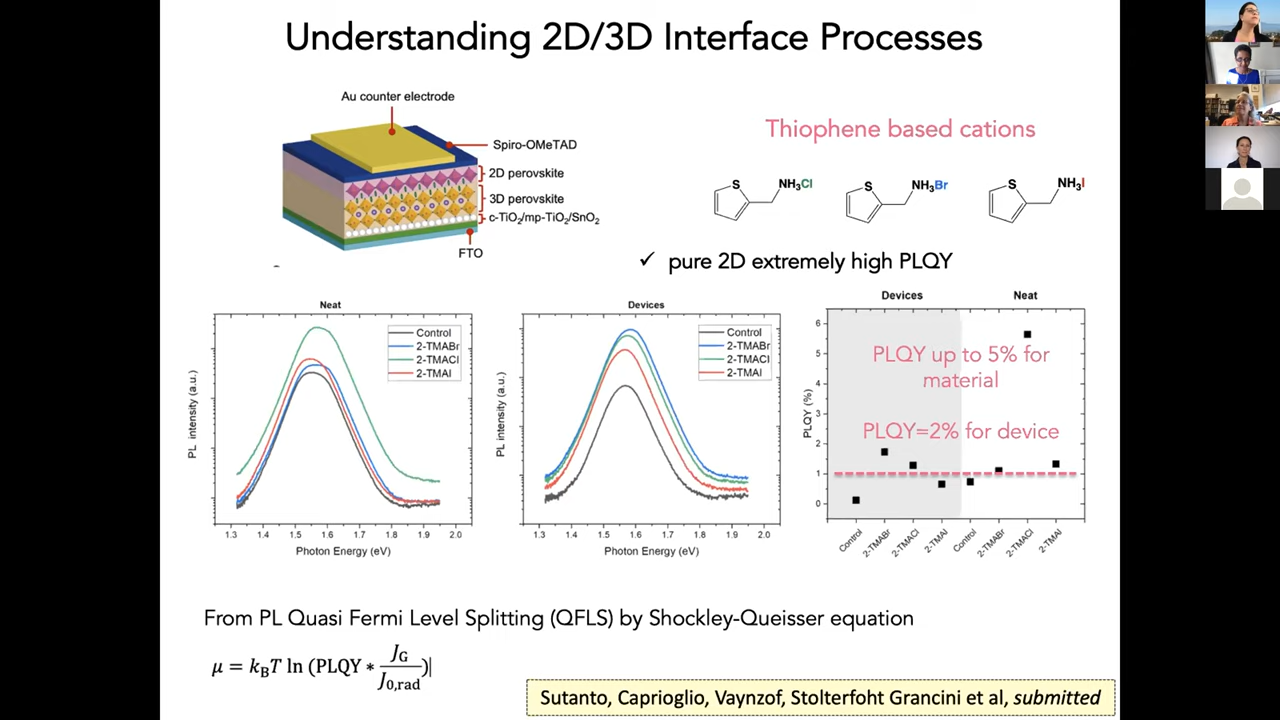 Understanding 2D/3D Interface Processes
Au counter electrode
Spiro-OMeTAD
2D perovskite
3D perovskite
c-TiO2/mp-TiO2/SnO2
FTO
Thiophene based cations
S
NH3Cl
S
NH3Br
S
NH3I
✓ pure 2D extremely high PLQY
Neat
Control
2-TMABr
2-TMACl
2-TMAI
PL intensity (a.u.)
1.3 1.4 1.5 1.6 1.7 1.8 1.9 2.0
Photon Energy (eV)
Devices
Control
2-TMABr
2-TMACl
2-TMAI
PL intensity (a.u.)
1.3 1.4 1.5 1.6 1.7 1.8 1.9 2.0
Photon Energy (eV)
Devices Neat
PLQY up to 5% for
material
PLQY=2% for device
PLQY (%)
6
5
4
3
2
1
0
Control 2-TMABr 2-TMACl 2-TMAI Control 2-TMABr 2-TMACl 2-TMAI
From PL Quasi Fermi Level Splitting (QFLS) by Shockley-Queisser equation
μ = kBT ln (PLQY * JG/J0,rad)
Sutanto, Caprioglio, Vaynzof, Stolterfoht Grancini et al, submitted